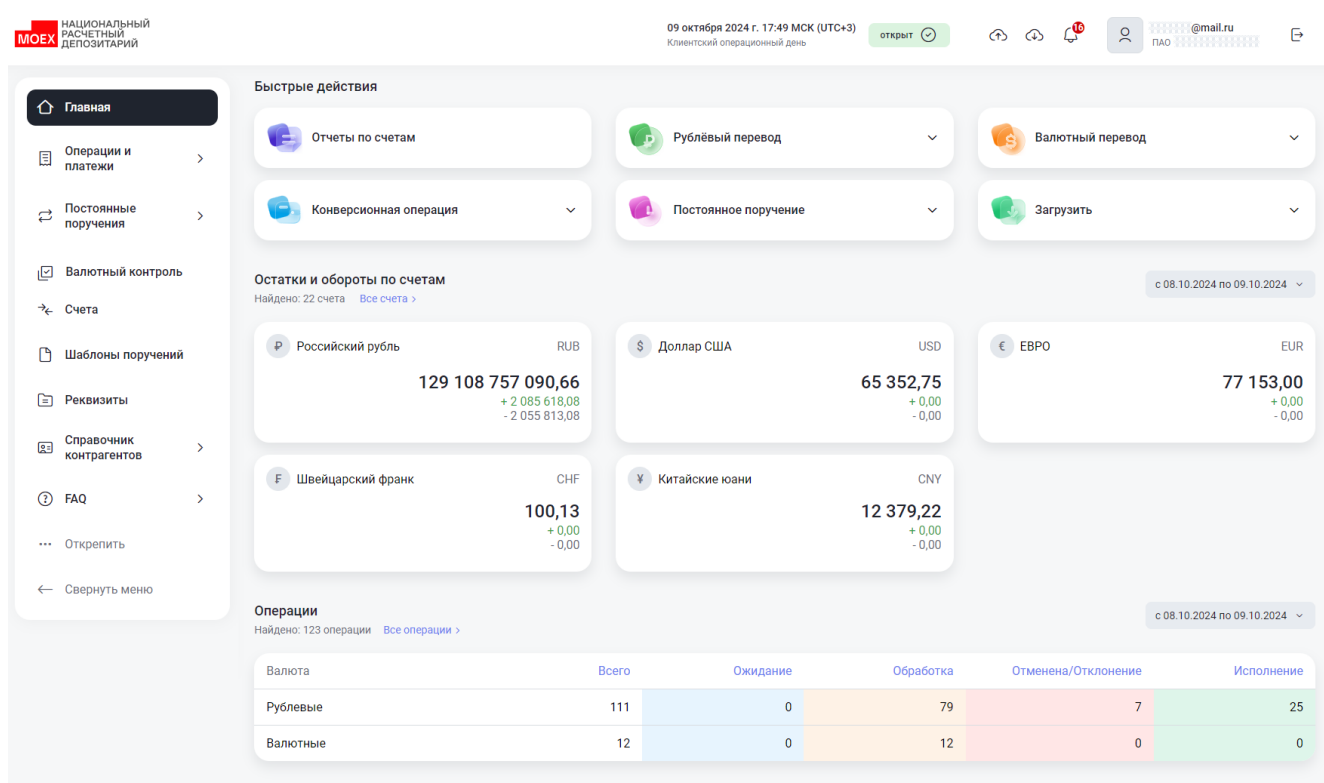 MOEX
НАЦИОНАЛЬНЫЙ
РАСЧЕТНЫЙ
ДЕПОЗИТАРИЙ
09 октября 2024 г. 17:49 МСК (UTC+3)
Клиентский операционный день
открыт
16
@mail.ru
ПАО
Главная
Операции и
платежи
Постоянные
поручения
Валютный контроль
Счета
Шаблоны поручений
Реквизиты
Справочник
контрагентов
FAQ
Открепить
Свернуть меню
Быстрые действия
Отчеты по счетам
Рублёвый перевод
Валютный перевод
Конверсионная операция
Постоянное поручение
Загрузить
Остатки и обороты по счетам
Найдено: 22 счета Все счета >
с 08.10.2024 по 09.10.2024
₽ Российский рубль RUB
129 108 757 090,66
+ 2 085 618,08
- 2 055 813,08
$ Доллар США USD
65 352,75
+ 0,00
- 0,00
€ ЕВРО EUR
77 153,00
+ 0,00
- 0,00
₣ Швейцарский франк CHF
100,13
+ 0,00
- 0,00
¥ Китайские юани CNY
12 379,22
+ 0,00
- 0,00
Операции
Найдено: 123 операции Все операции >
с 08.10.2024 по 09.10.2024
Валюта Всего Ожидание Обработка Отменена/Отклонение Исполнение
Рублевые 111 0 79 7 25
Валютные 12 0 12 0 0